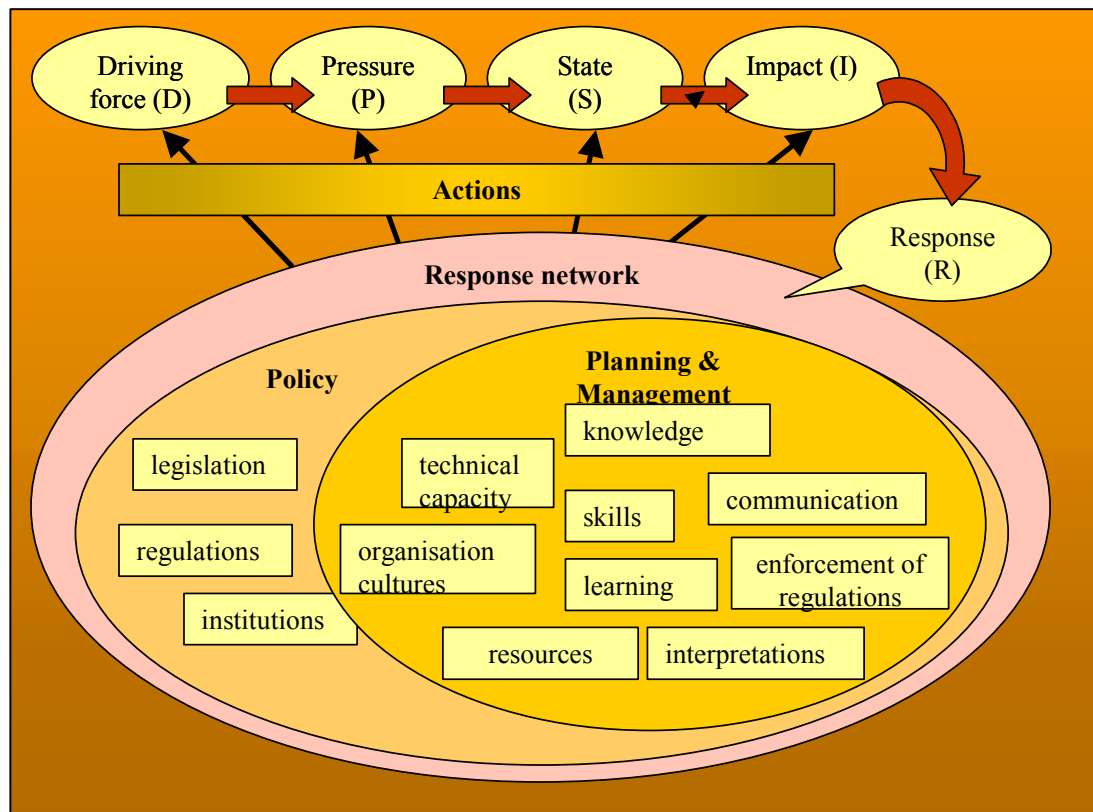 Driving
force (D)
Pressure
(P)
State
(S)
Impact (I)
Actions
Response
(R)
Response network
Policy
Planning &
Management
knowledge
legislation
technical
capacity
communication
skills
regulations
organisation
cultures
learning
enforcement of
regulations
institutions
resources
interpretations